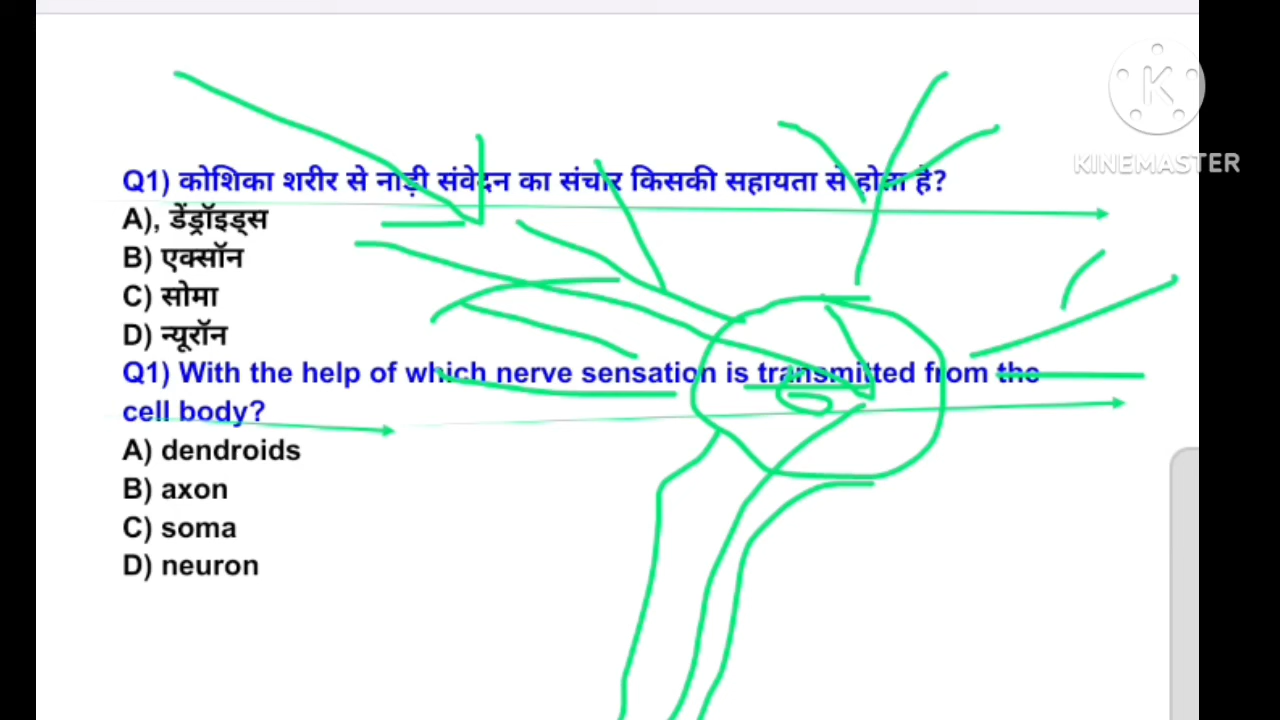 Q1) कोशिका शरीर से नाड़ी संवेदन का संचार किसकी सहायता से होता है?
A), डेंड्रॉइड्स
B) एक्सॉन
C) सोमा
D) न्यूरॉन
Q1) With the help of which nerve sensation is transmitted from the
cell body?
A) dendroids
B) axon
C) soma
D) neuron
K
KINEMASTER